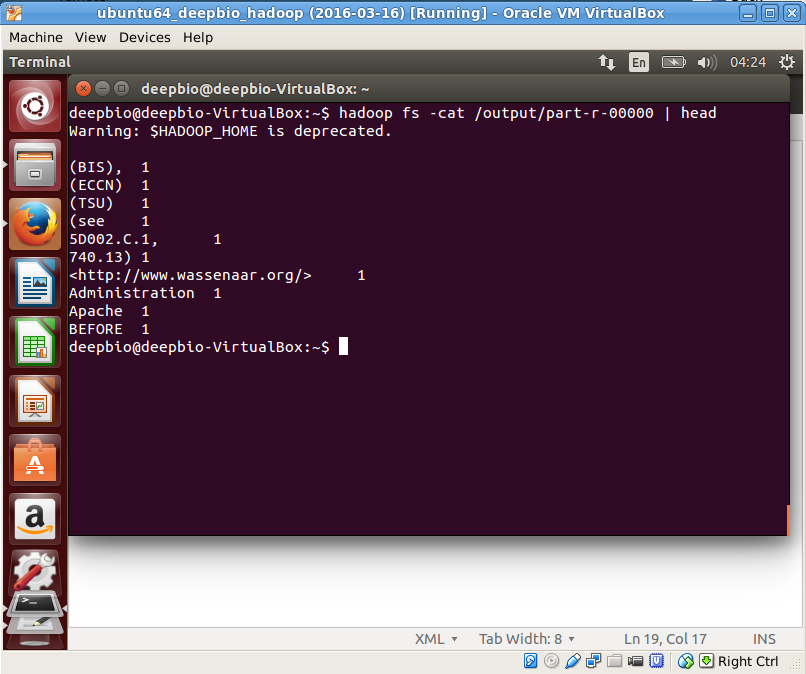 ubuntu64_deepbio_hadoop (2016-03-16) [Running] - Oracle VM VirtualBox
Machine View Devices Help
Terminal En 04:24
deepbio@deepbio-VirtualBox: ~
deepbio@deepbio-VirtualBox:~$ hadoop fs -cat /output/part-r-00000 | head
Warning: $HADOOP_HOME is deprecated.
(BIS), 1
(ECCN) 1
(TSU) 1
(see 1
5D002.C.1, 1
740.13) 1
<http://www.wassenaar.org/> 1
Administration 1
Apache 1
BEFORE 1
deepbio@deepbio-VirtualBox:~$
XML Tab Width: 8 Ln 19, Col 17 INS
Right Ctrl